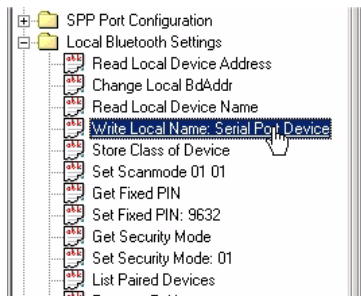 SPP Port Configuration
Local Bluetooth Settings
Read Local Device Address
Change Local BdAddr
Read Local Device Name
Write Local Name: Serial Port Device
Store Class of Device
Set Scanmode 01 01
Get Fixed PIN
Set Fixed PIN: 9632
Get Security Mode
Set Security Mode: 01
List Paired Devices